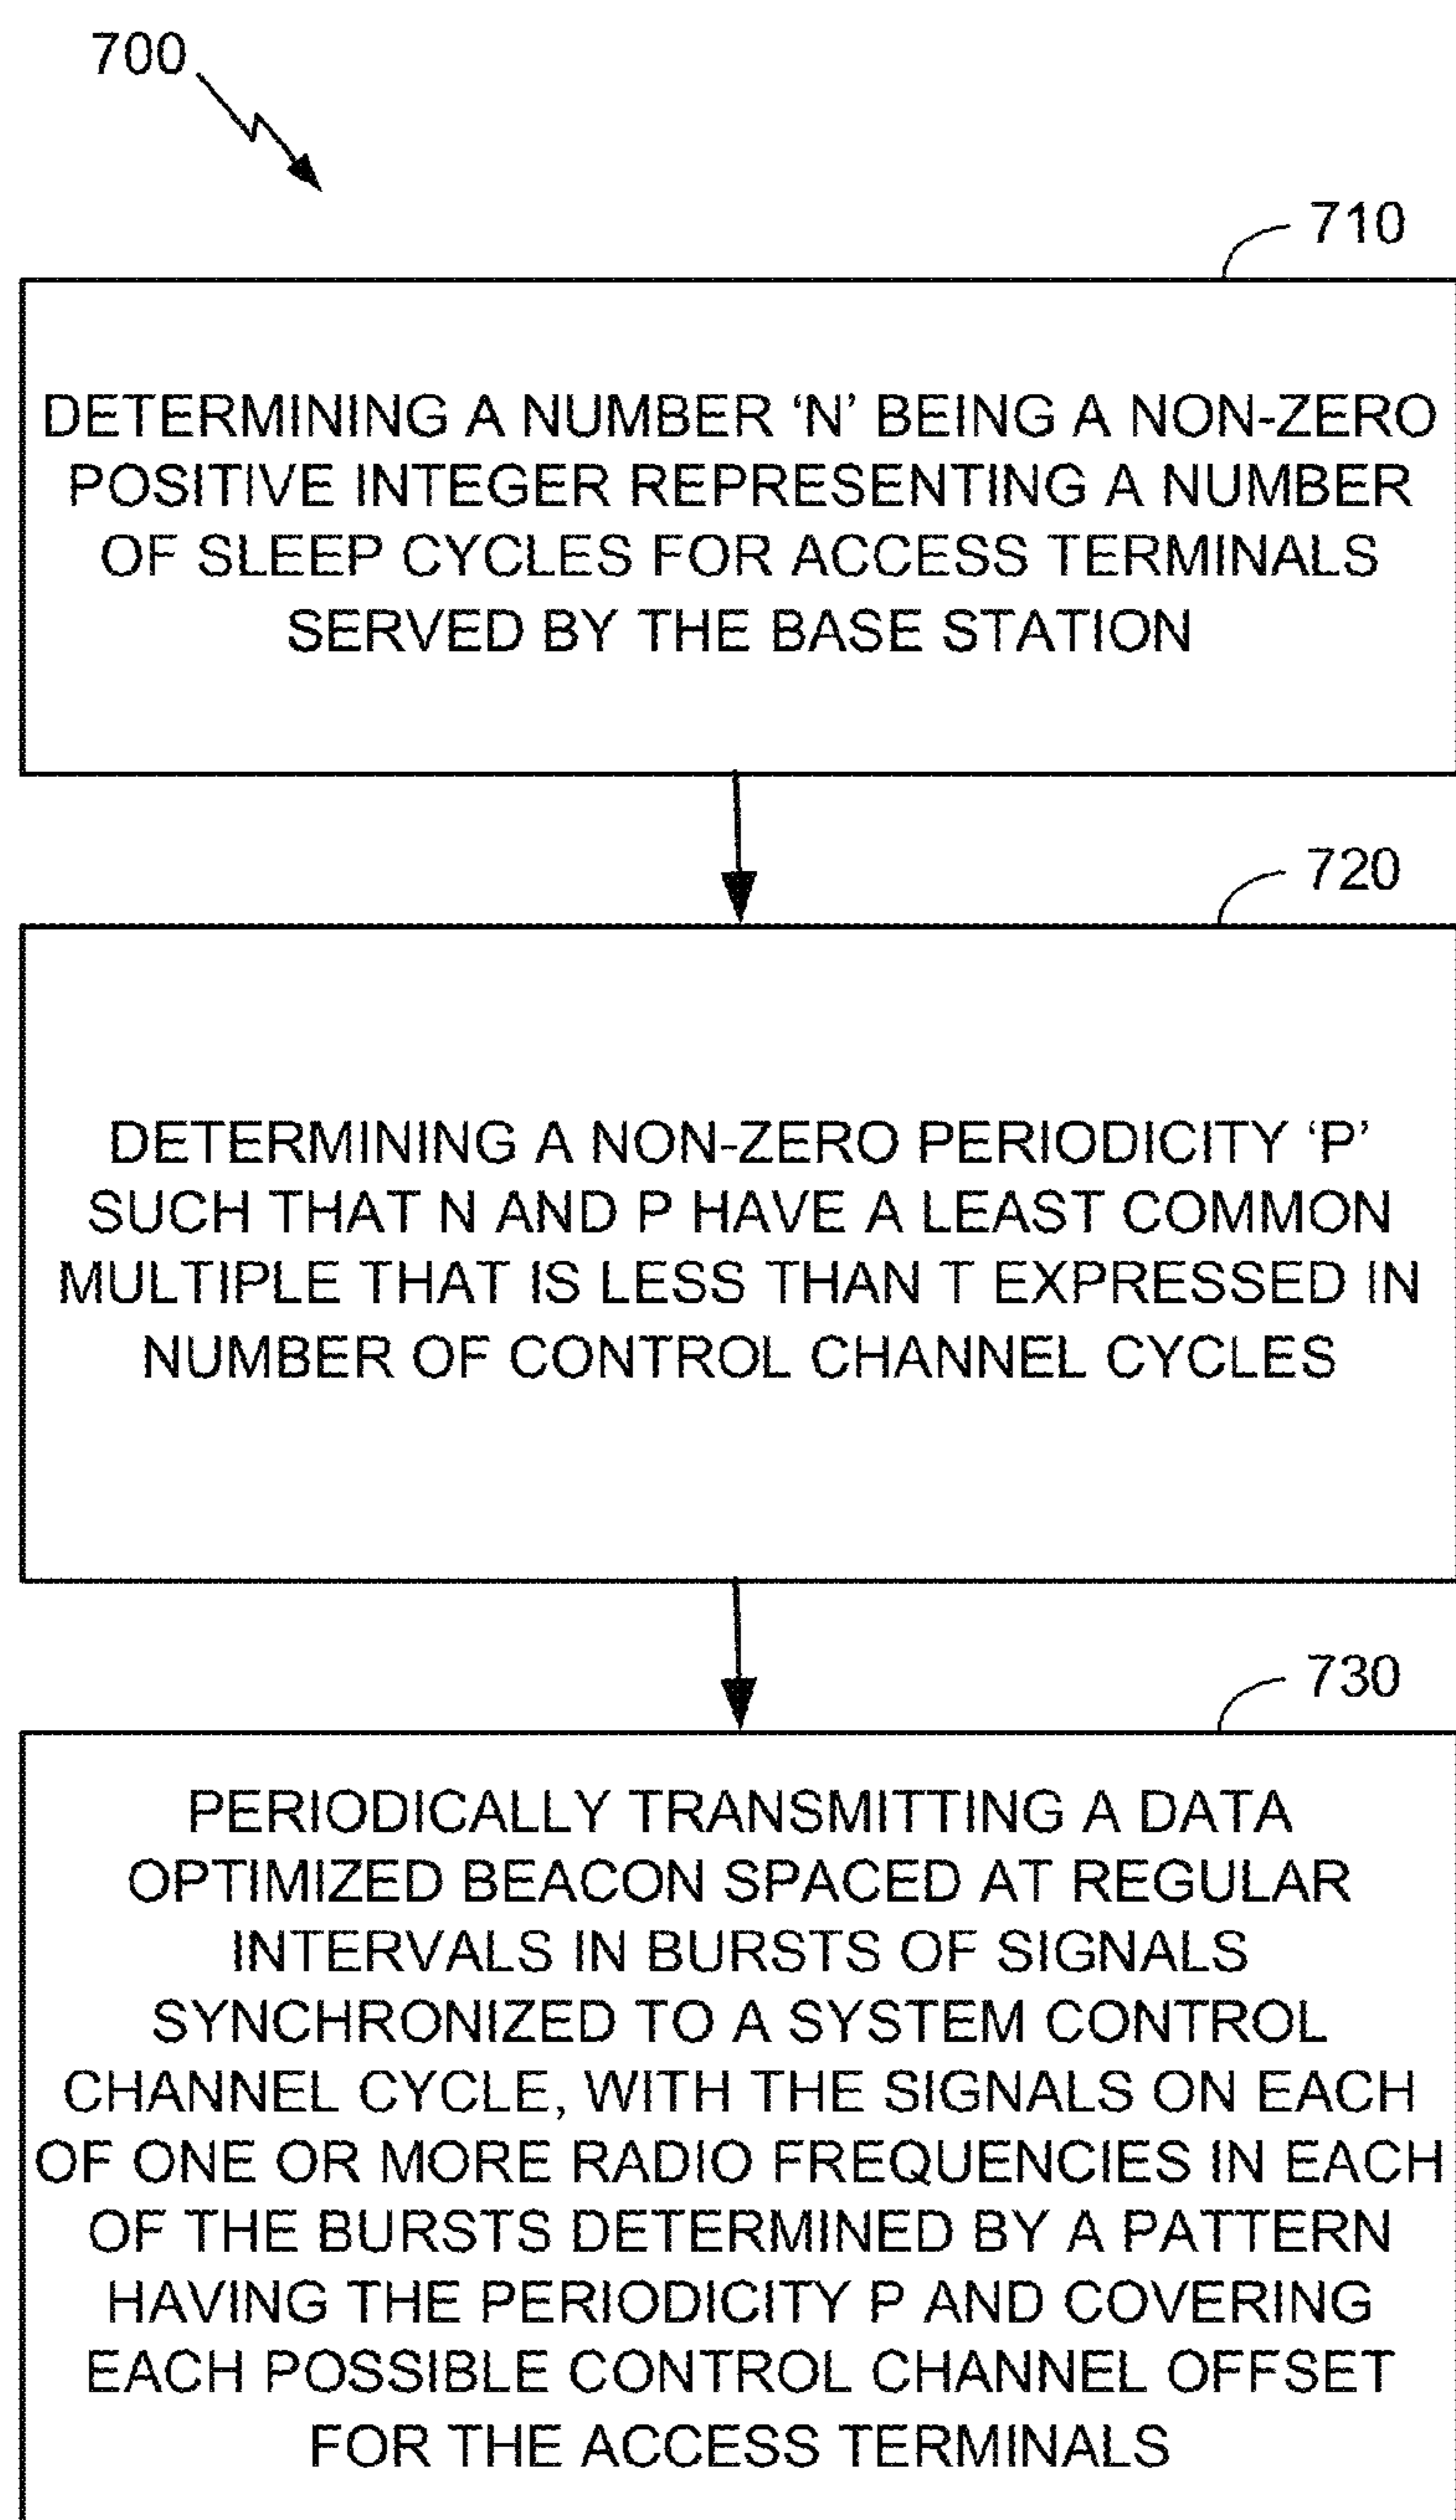 700
710
DETERMINING A NUMBER ‘N’ BEING A NON-ZERO
POSITIVE INTEGER REPRESENTING A NUMBER
OF SLEEP CYCLES FOR ACCESS TERMINALS
SERVED BY THE BASE STATION
720
DETERMINING A NON-ZERO PERIODICITY ‘P’
SUCH THAT N AND P HAVE A LEAST COMMON
MULTIPLE THAT IS LESS THAN T EXPRESSED IN
NUMBER OF CONTROL CHANNEL CYCLES
730
PERIODICALLY TRANSMITTING A DATA
OPTIMIZED BEACON SPACED AT REGULAR
INTERVALS IN BURSTS OF SIGNALS
SYNCHRONIZED TO A SYSTEM CONTROL
CHANNEL CYCLE, WITH THE SIGNALS ON EACH
OF ONE OR MORE RADIO FREQUENCIES IN EACH
OF THE BURSTS DETERMINED BY A PATTERN
HAVING THE PERIODICITY P AND COVERING
EACH POSSIBLE CONTROL CHANNEL OFFSET
FOR THE ACCESS TERMINALS